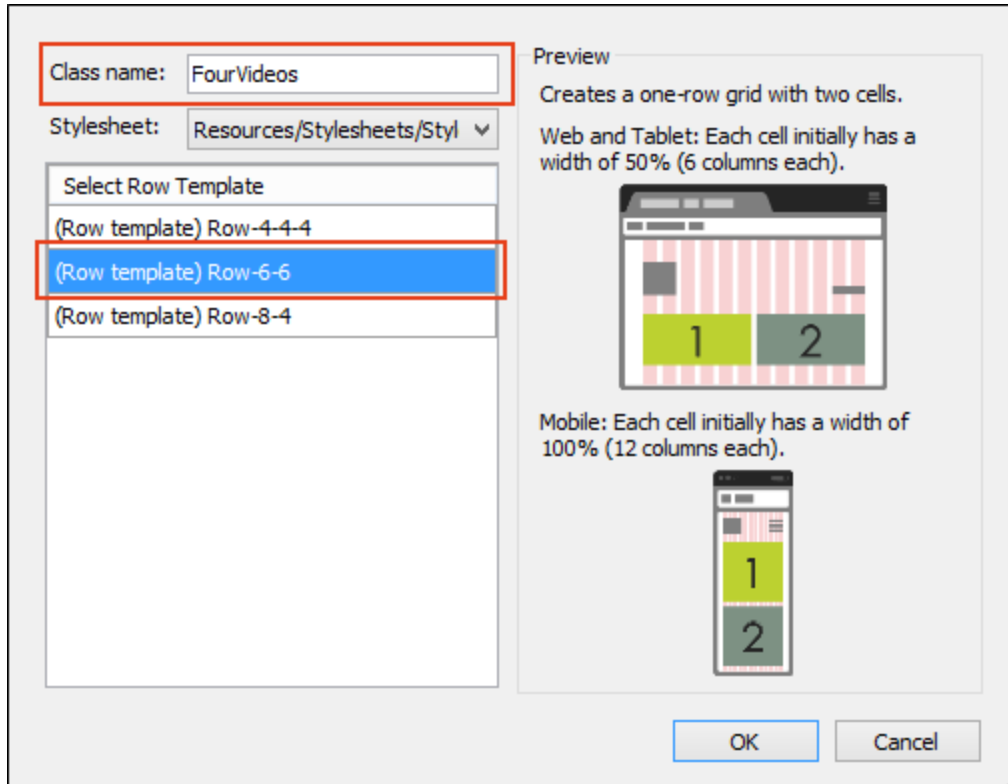 Class name:
FourVideos
Stylesheet:
Resources/Stylesheets/Styl
Select Row Template
(Row template) Row-4-4-4
(Row template) Row-6-6
(Row template) Row-8-4
Preview
Creates a one-row grid with two cells.
Web and Tablet: Each cell initially has a
width of 50% (6 columns each).
1
2
Mobile: Each cell initially has a width of
100% (12 columns each).
1
2
OK
Cancel